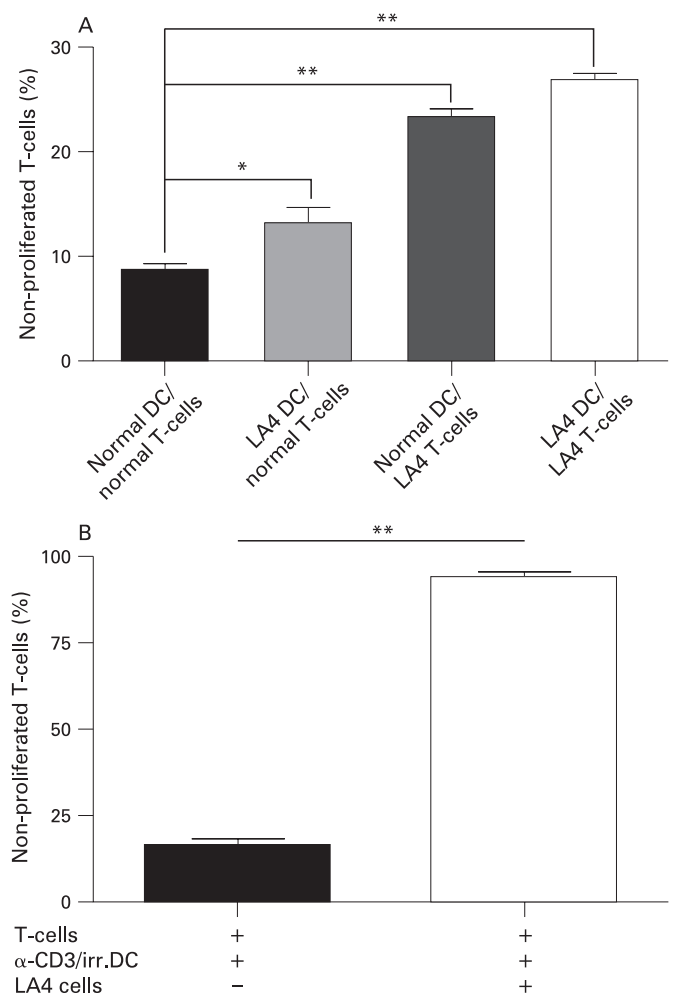 A
**
**
*
Non-proliferated T-cells (%)
30
20
10
0
Normal DC/
normal T-cells
LA4 DC/
normal T-cells
Normal DC/
LA4 T-cells
LA4 DC/
LA4 T-cells
B
**
Non-proliferated T-cells (%)
100
75
50
25
0
T-cells + +
α-CD3/irr.DC + +
LA4 cells – +